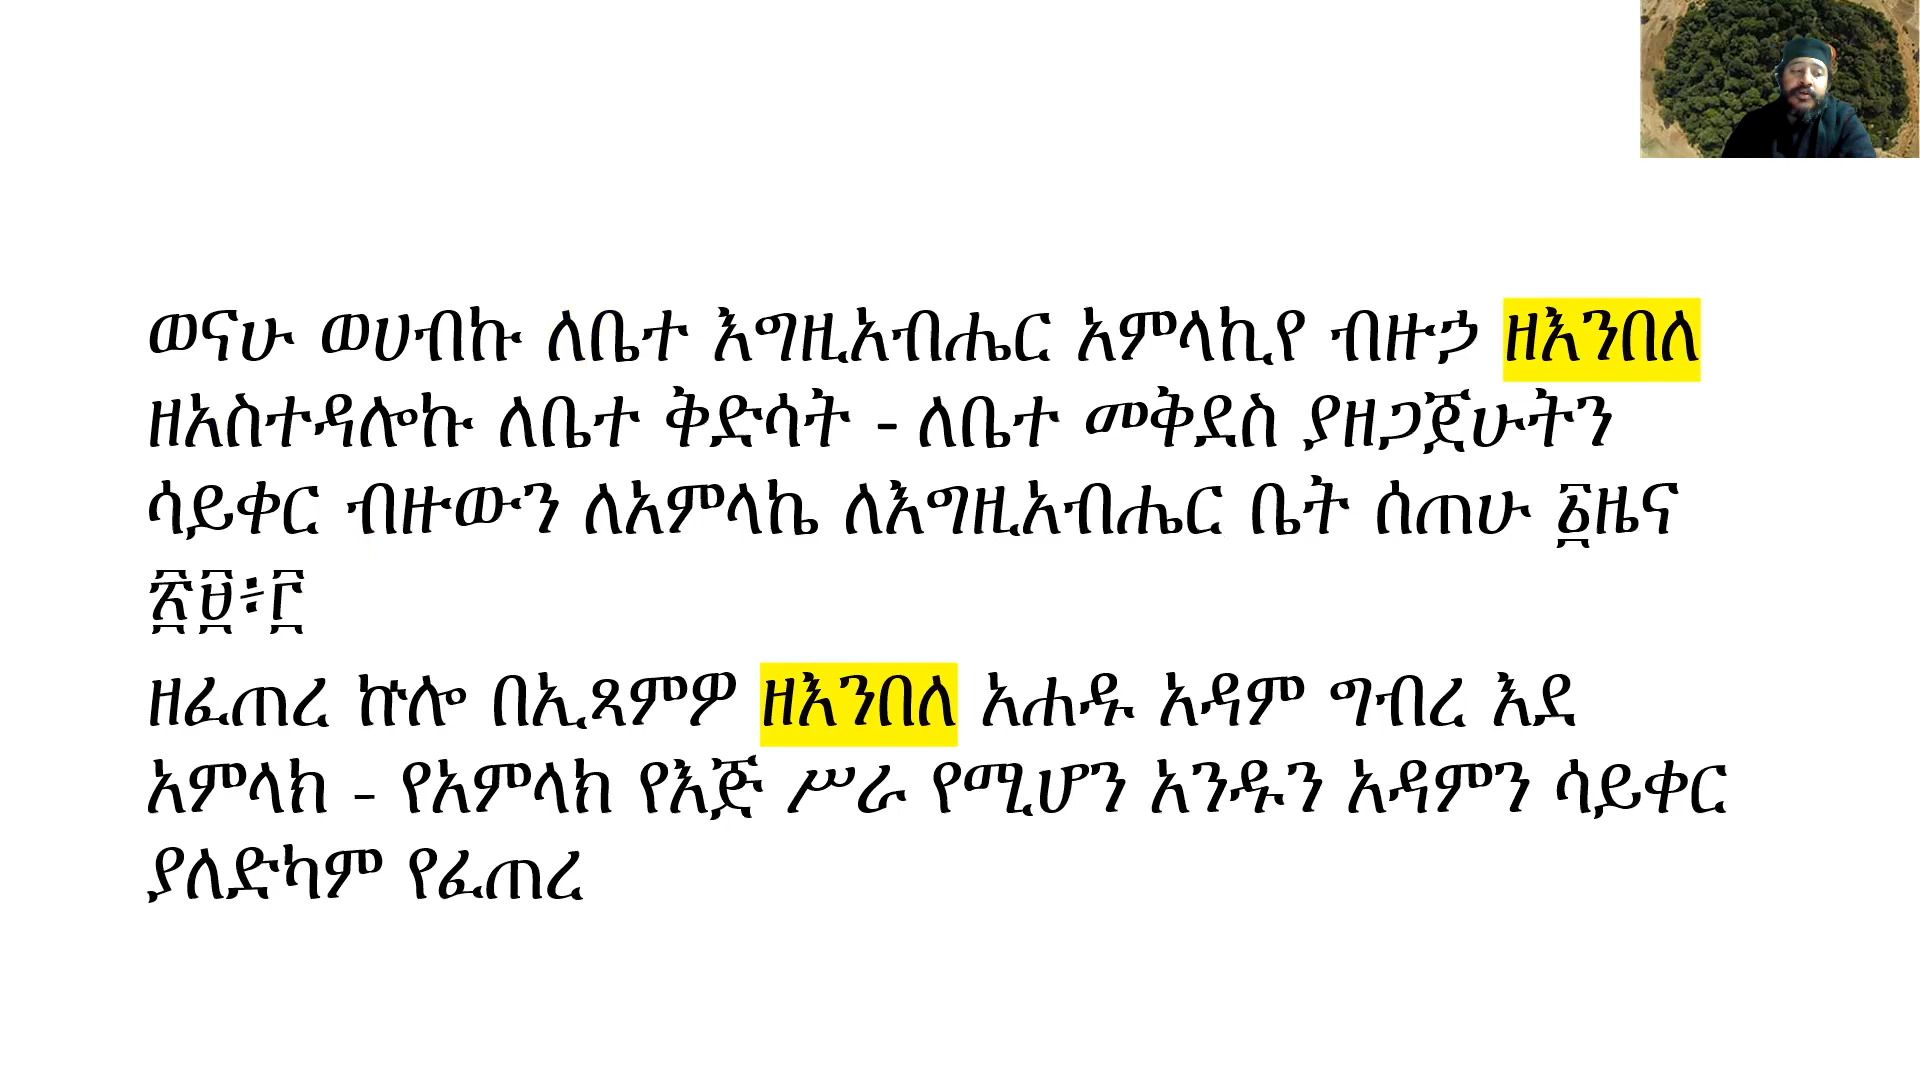 ወናሁ ወሀብኩ ለቤተ እግዚአብሔር አምላኪየ ብዙኃ ዘእንበለ
ዘአስተዳሎኩ ለቤተ ቅድሳት - ለቤተ መቅደስ ያዘጋጀሁትን
ሳይቀር ብዙውን ለአምላኬ ለእግዚአብሔር ቤት ሰጠሁ ፩ዜና
፳፱፥፫
ዘፈጠረ ኵሎ በኢጻምዎ ዘእንበለ አሐዱ አዳም ግብረ እደ
አምላክ - የአምላክ የእጅ ሥራ የሚሆን አንዱን አዳምን ሳይቀር
ያለድካም የፈጠረ